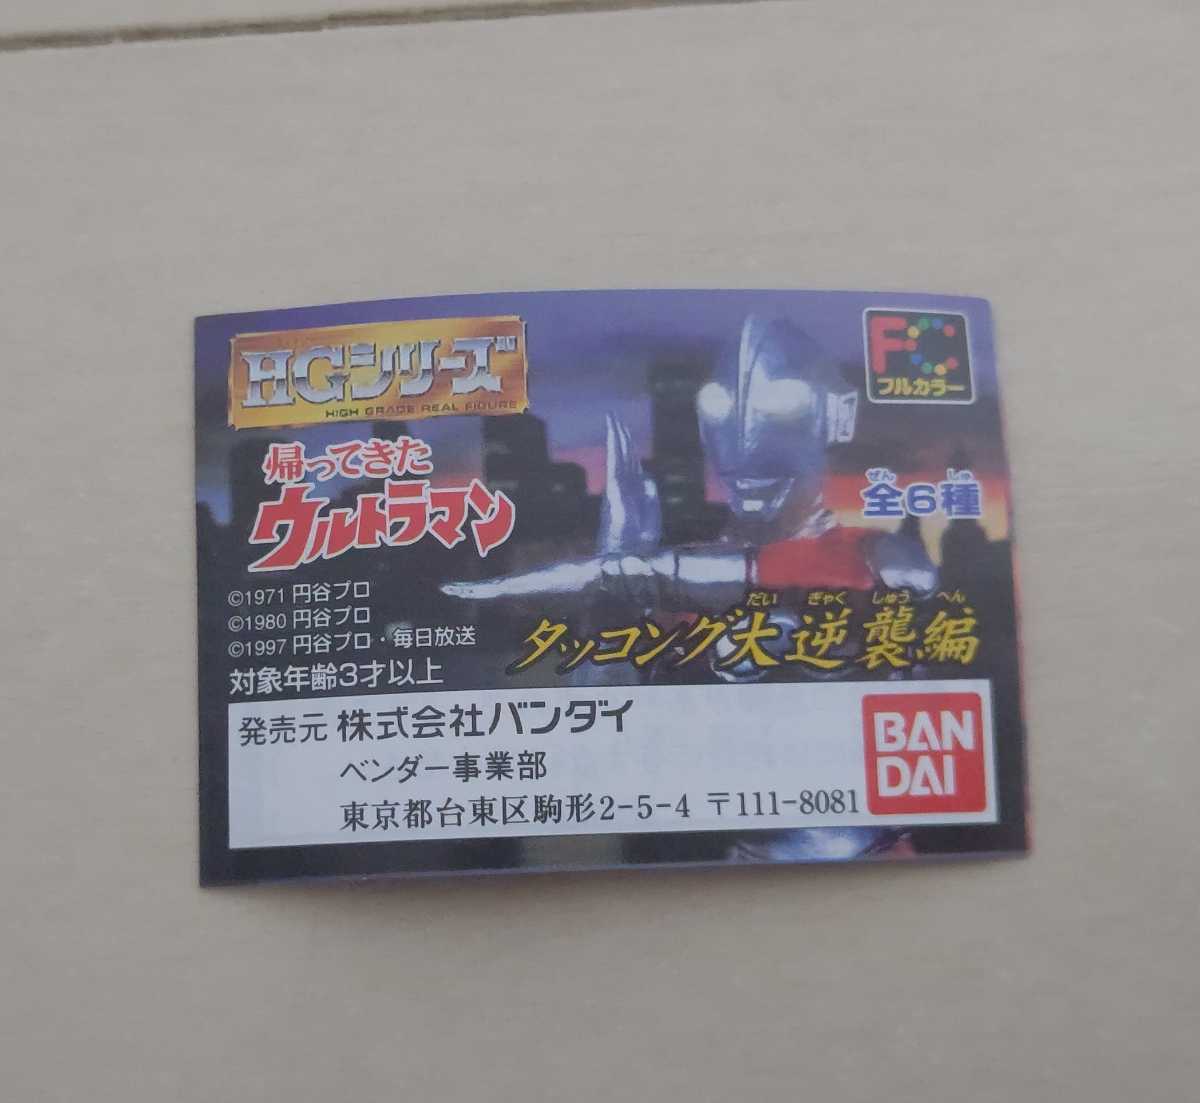 HGシリーズ
HIGH GRADE REAL FIGURE
FC
フルカラー
帰ってきた
ウルトラマン
ぜん しゅ
全6種
©1971 円谷プロ
©1980 円谷プロ
©1997 円谷プロ・毎日放送
対象年齢3才以上
だい ぎゃく しゅう へん
タッコング大逆襲編
発売元 株式会社バンダイ
ベンダー事業部
東京都台東区駒形2-5-4 〒111-8081
BAN
DAI